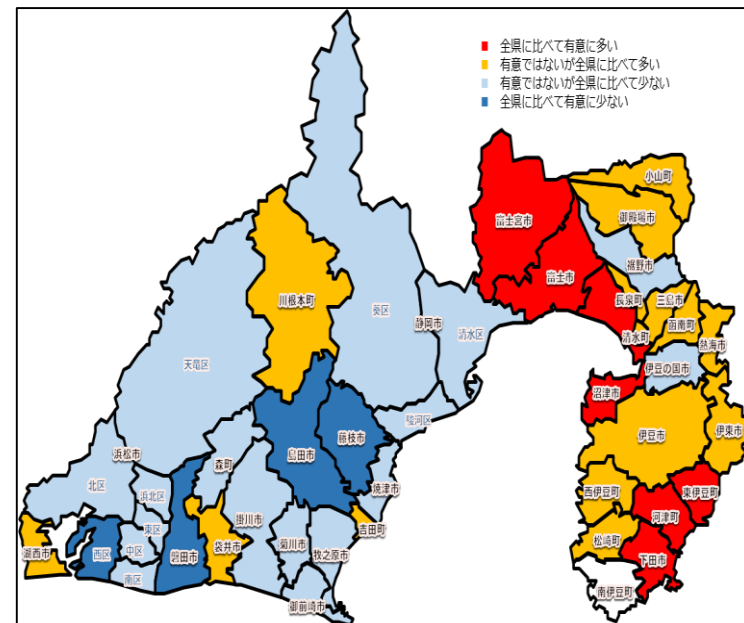 全県に比べて有意に多い
有意ではないが全県に比べて多い
有意ではないが全県に比べて少ない
全県に比べて有意に少ない
小山町
富士宮市
御殿場市
裾野市
富士市
長泉町
三島市
川根本町
葵区
静岡市
清水区
清水町
函南町
熱海市
天竜区
伊豆の国市
沼津市
駿河区
伊豆市
伊東市
島田市
藤枝市
浜松市
森町
北区
浜北区
焼津市
西伊豆町
東伊豆町
掛川市
河津町
東区
吉田町
湖西市
西区
中区
磐田市
袋井市
菊川市
牧之原市
松崎町
下田市
南区
南伊豆町
御前崎市